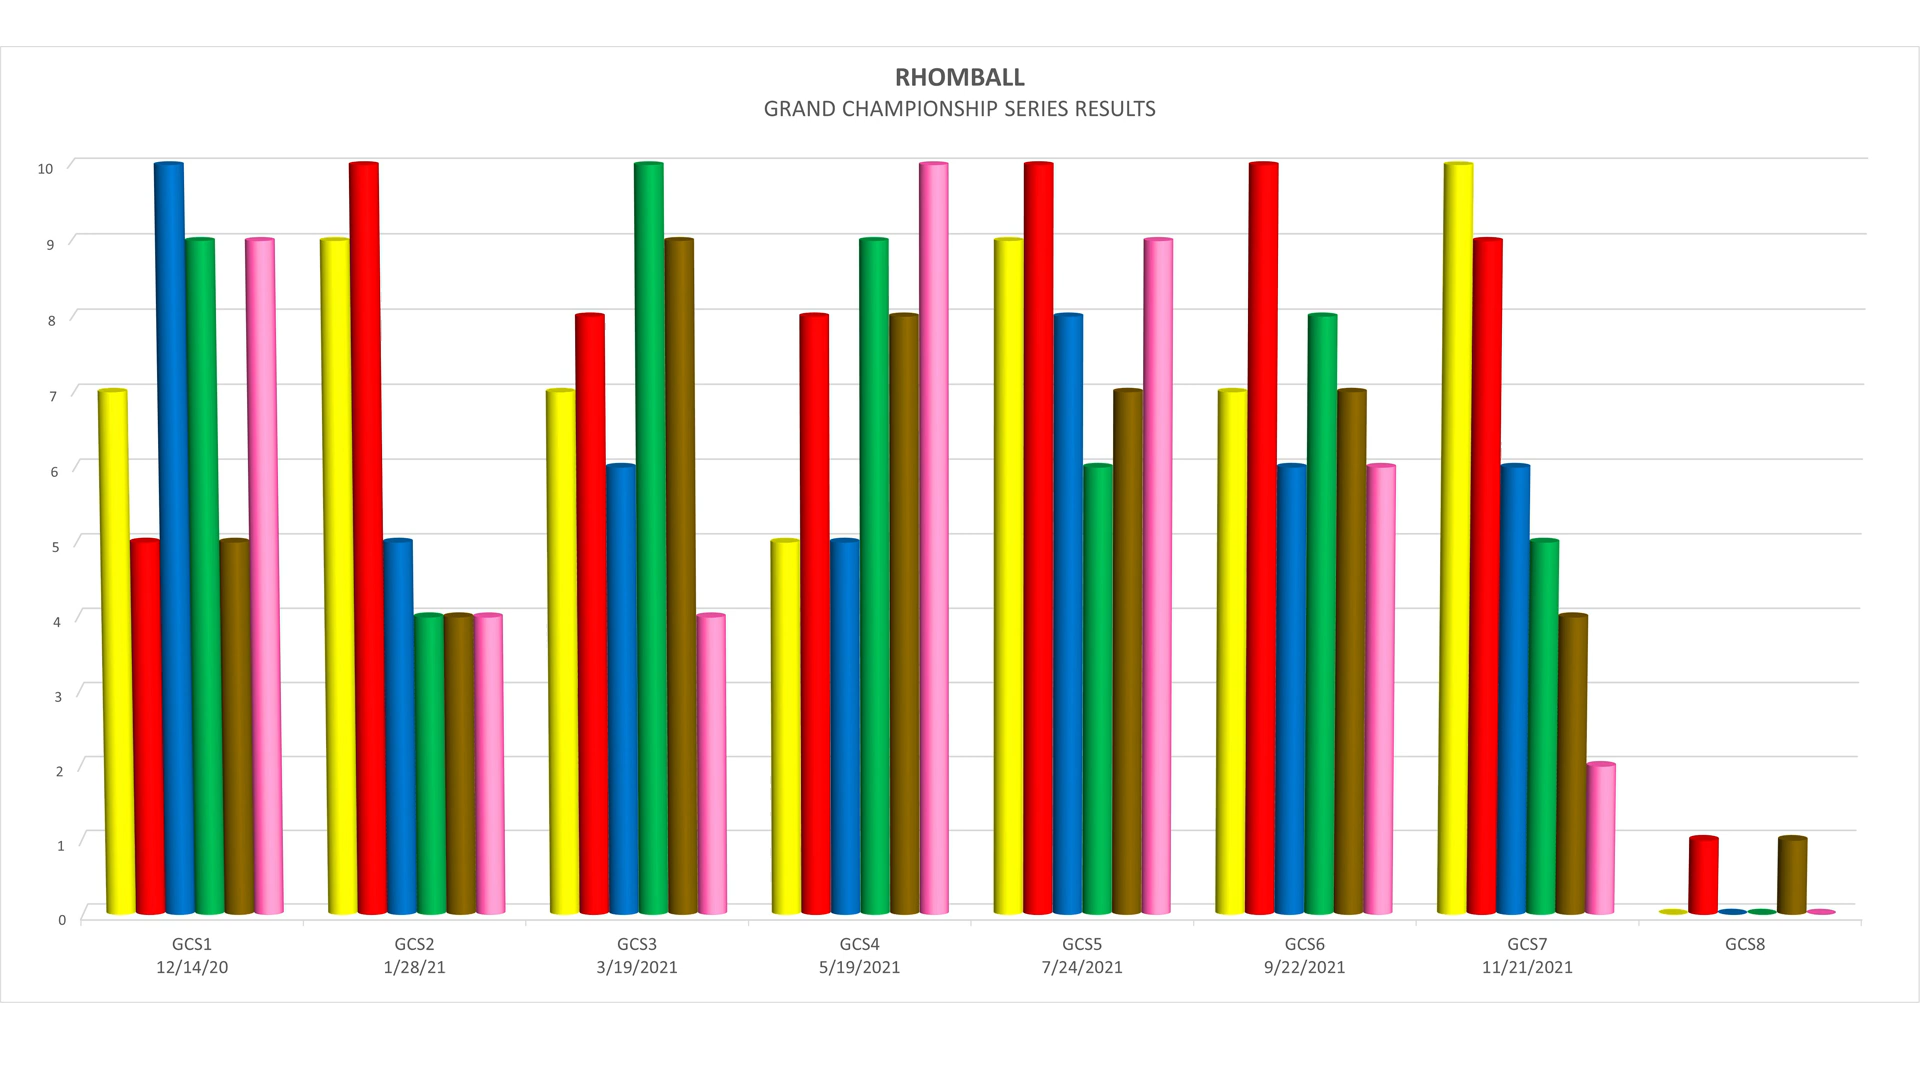 RHOMBALL
GRAND CHAMPIONSHIP SERIES RESULTS
10
9
8
7
6
5
4
3
2
1
0
GCS1
12/14/20
GCS2
1/28/21
GCS3
3/19/2021
GCS4
5/19/2021
GCS5
7/24/2021
GCS6
9/22/2021
GCS7
11/21/2021
GCS8